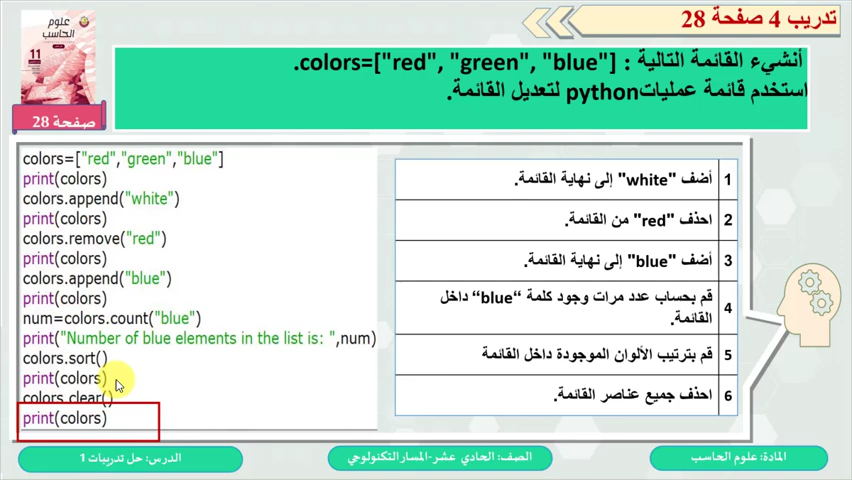 تدريب 4 صفحة 28
علوم
الحاسب
11
صفحة 28
أنشيء القائمة التالية : colors=["red", "green", "blue"].
استخدم قائمة عملياتpython لتعديل القائمة.
colors=["red","green","blue"]
print(colors)
colors.append("white")
print(colors)
colors.remove("red")
print(colors)
colors.append("blue")
print(colors)
num=colors.count("blue")
print("Number of blue elements in the list is: ",num)
colors.sort()
print(colors)
colors.clear()
print(colors)
1 أضف "white" إلى نهاية القائمة.
2 احذف "red" من القائمة.
3 أضف "blue" إلى نهاية القائمة.
4 قم بحساب عدد مرات وجود كلمة “blue” داخل
القائمة.
5 قم بترتيب الألوان الموجودة داخل القائمة
6 احذف جميع عناصر القائمة.
المادة: علوم الحاسب
الصف: الحادي عشر-المسار التكنولوجي
الدرس: حل تدريبات 1